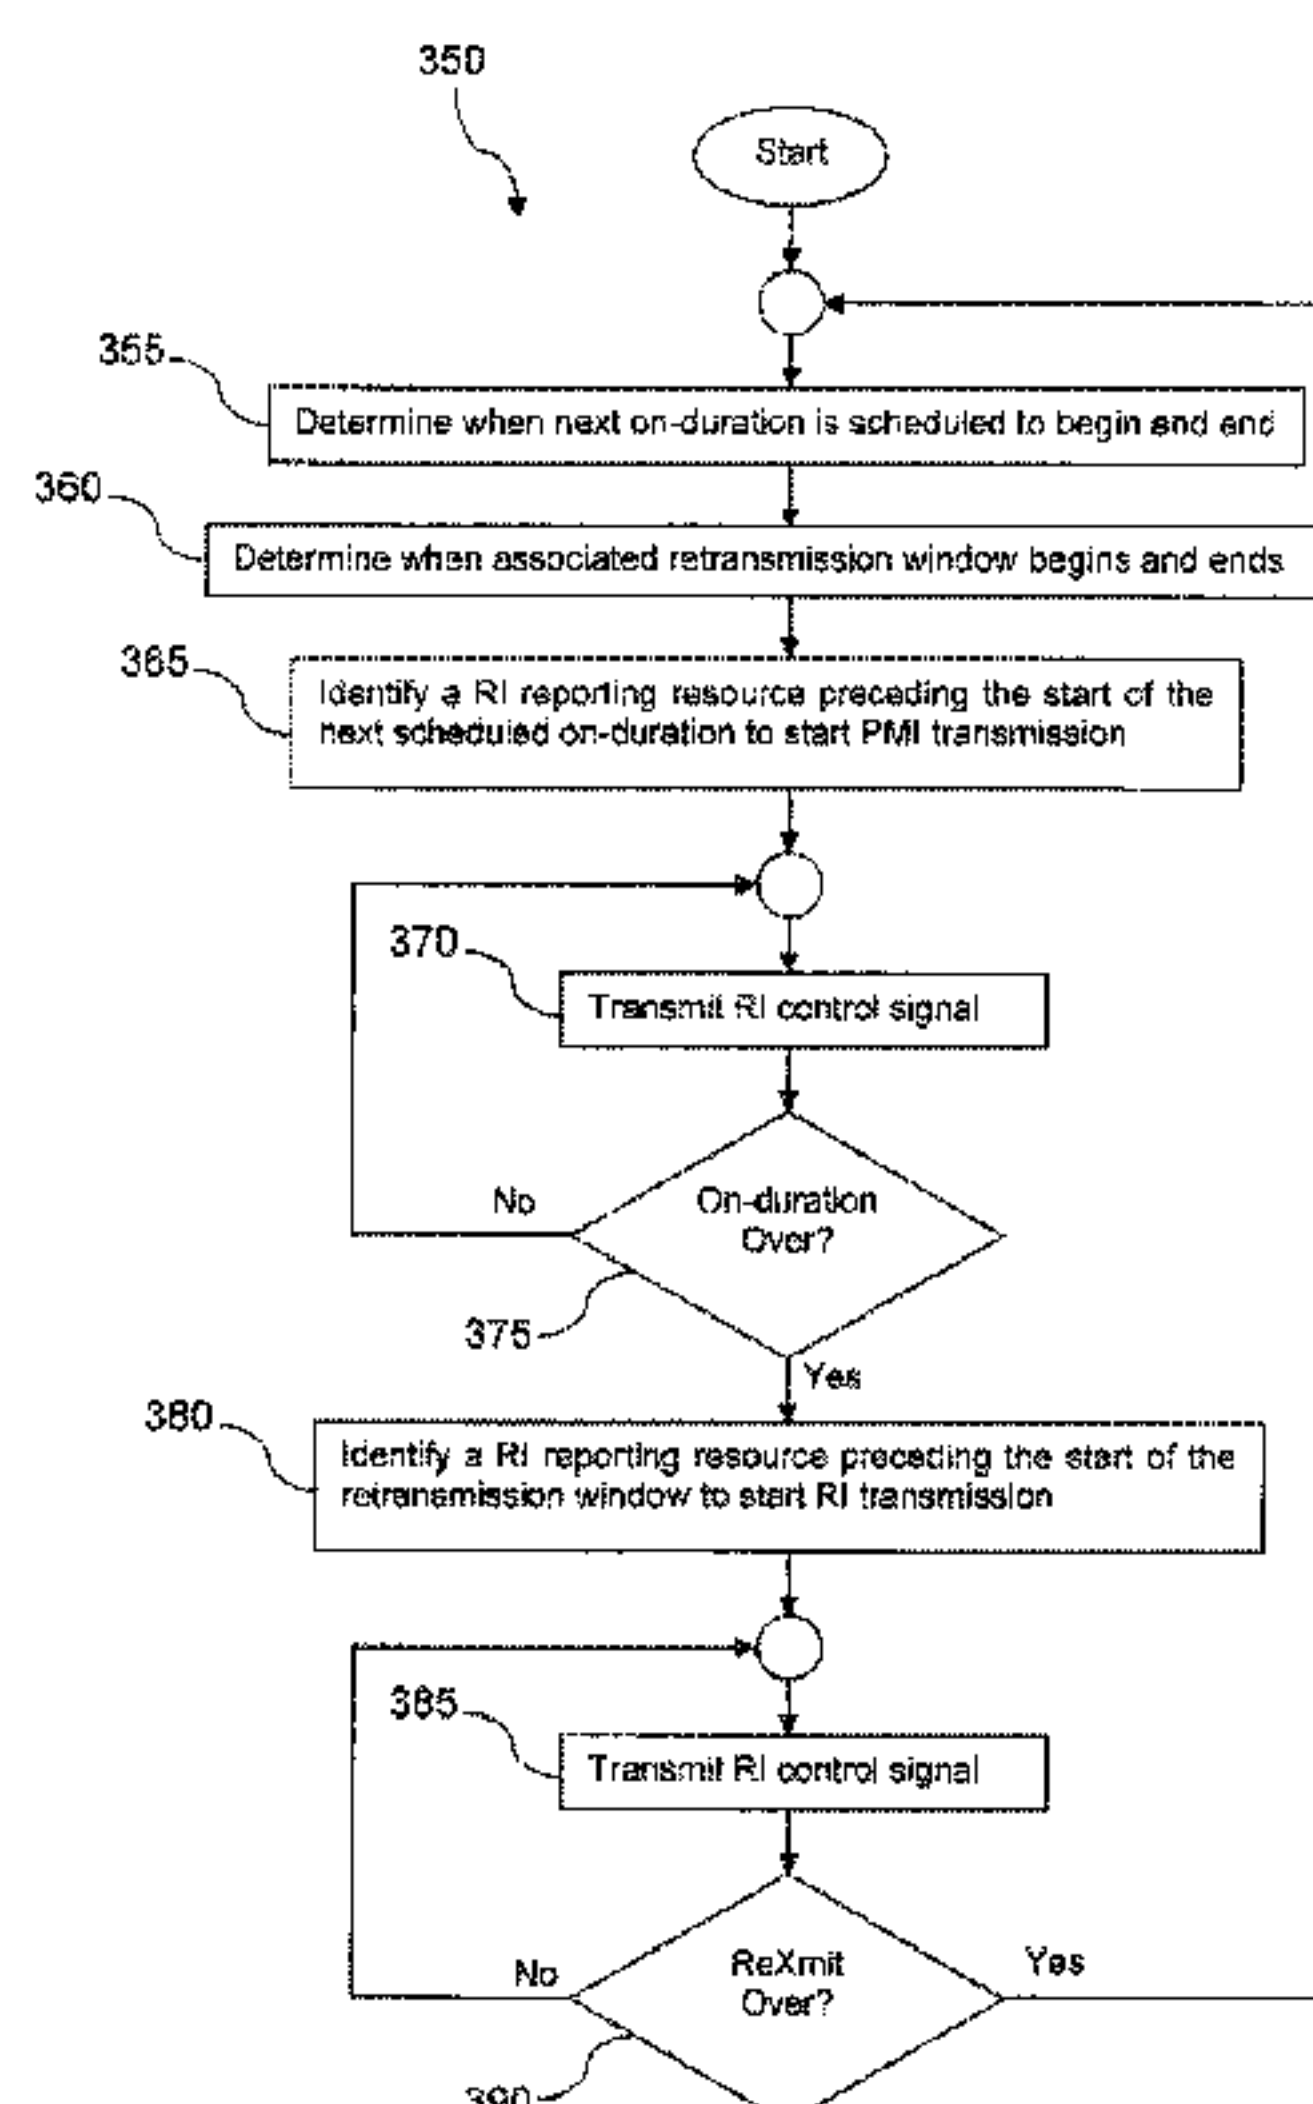 350
Start
355
Determine when next on-duration is scheduled to begin and end
360
Determine when associated retransmission window begins and ends
365
Identify a RI reporting resource preceding the start of the
next scheduled on-duration to start PMI transmission
370
Transmit RI control signal
No
On-duration
Over?
375
Yes
380
Identify a RI reporting resource preceding the start of the
retransmission window to start RI transmission
385
Transmit RI control signal
No
ReXmit
Over?
Yes
390